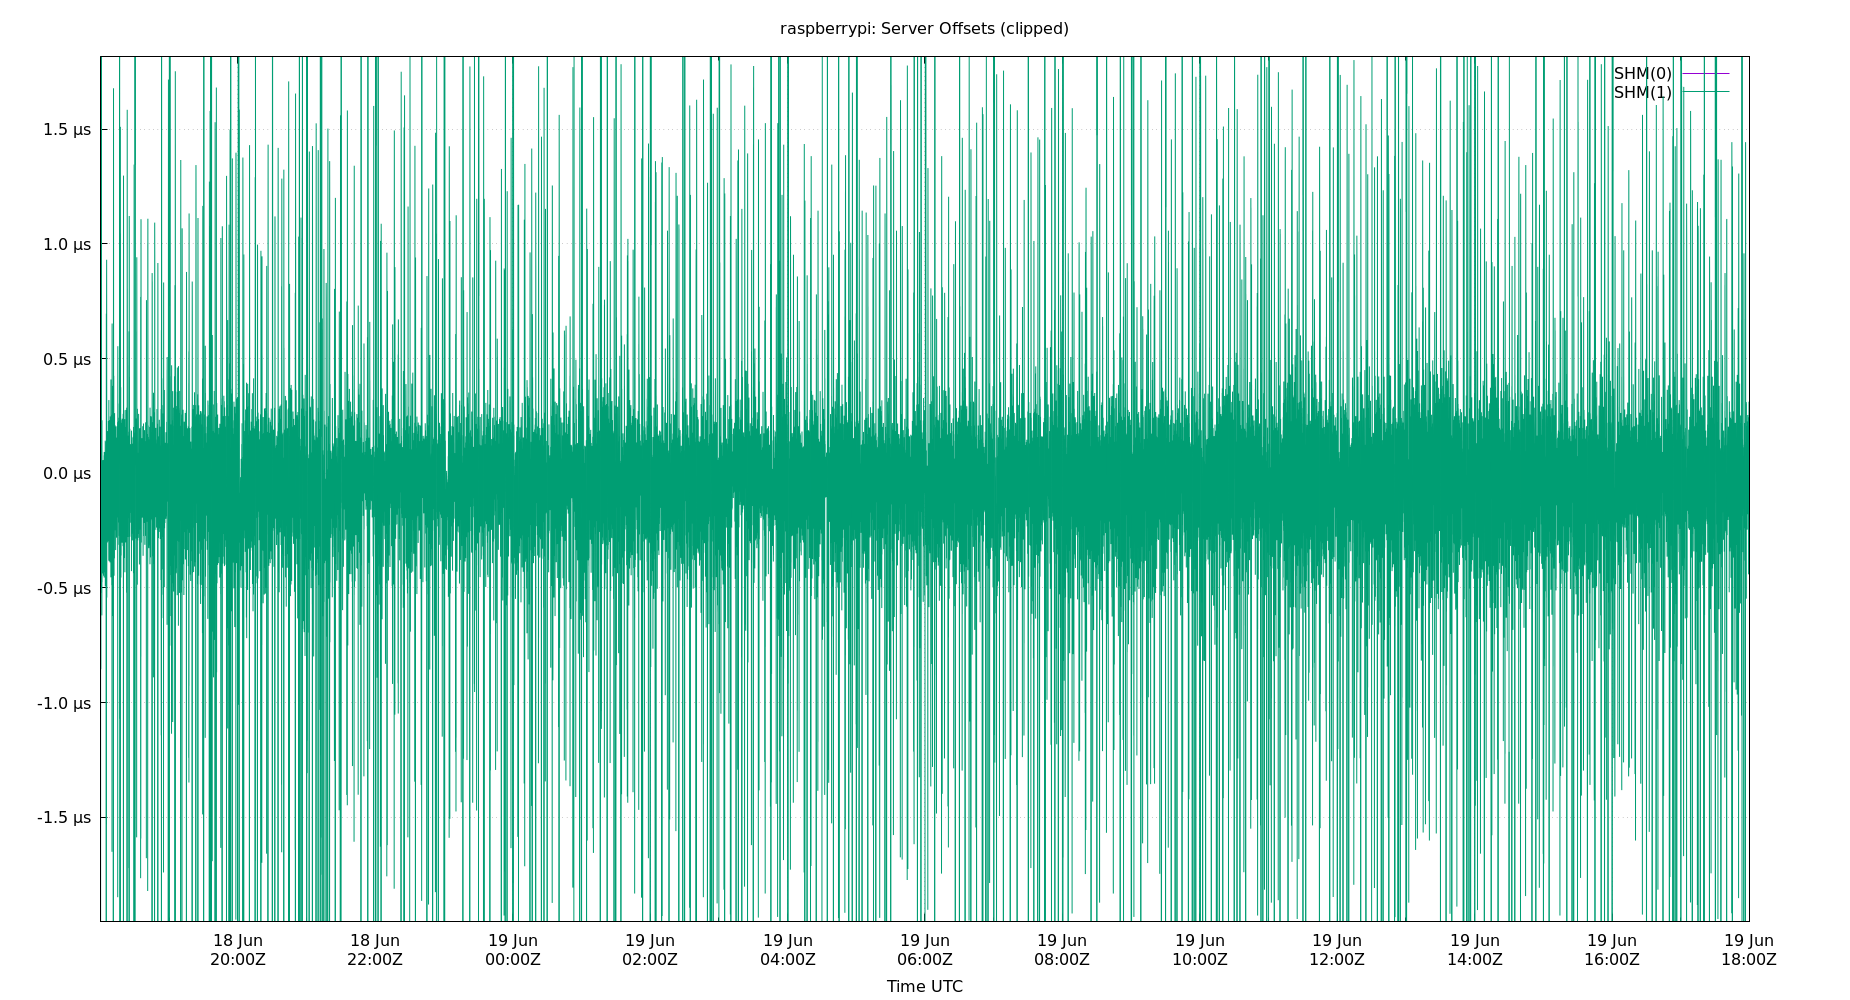 raspberrypi: Server Offsets (clipped)
SHM(0)
SHM(1)
1.5 µs
1.0 µs
0.5 µs
0.0 µs
-0.5 µs
-1.0 µs
-1.5 µs
18 Jun 18 Jun 19 Jun 19 Jun 19 Jun 19 Jun 19 Jun 19 Jun 19 Jun 19 Jun 19 Jun 19 Jun
20:00Z 22:00Z 00:00Z 02:00Z 04:00Z 06:00Z 08:00Z 10:00Z 12:00Z 14:00Z 16:00Z 18:00Z
Time UTC